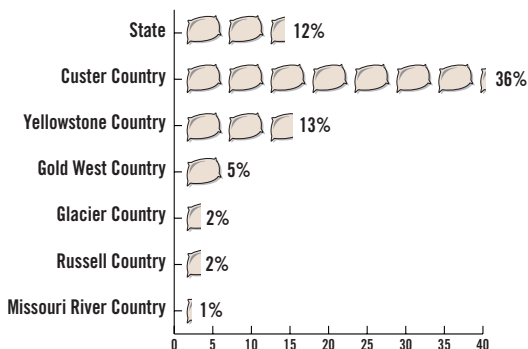 State 12%
Custer Country 36%
Yellowstone Country 13%
Gold West Country 5%
Glacier Country 2%
Russell Country 2%
Missouri River Country 1%
0 5 10 15 20 25 30 35 40